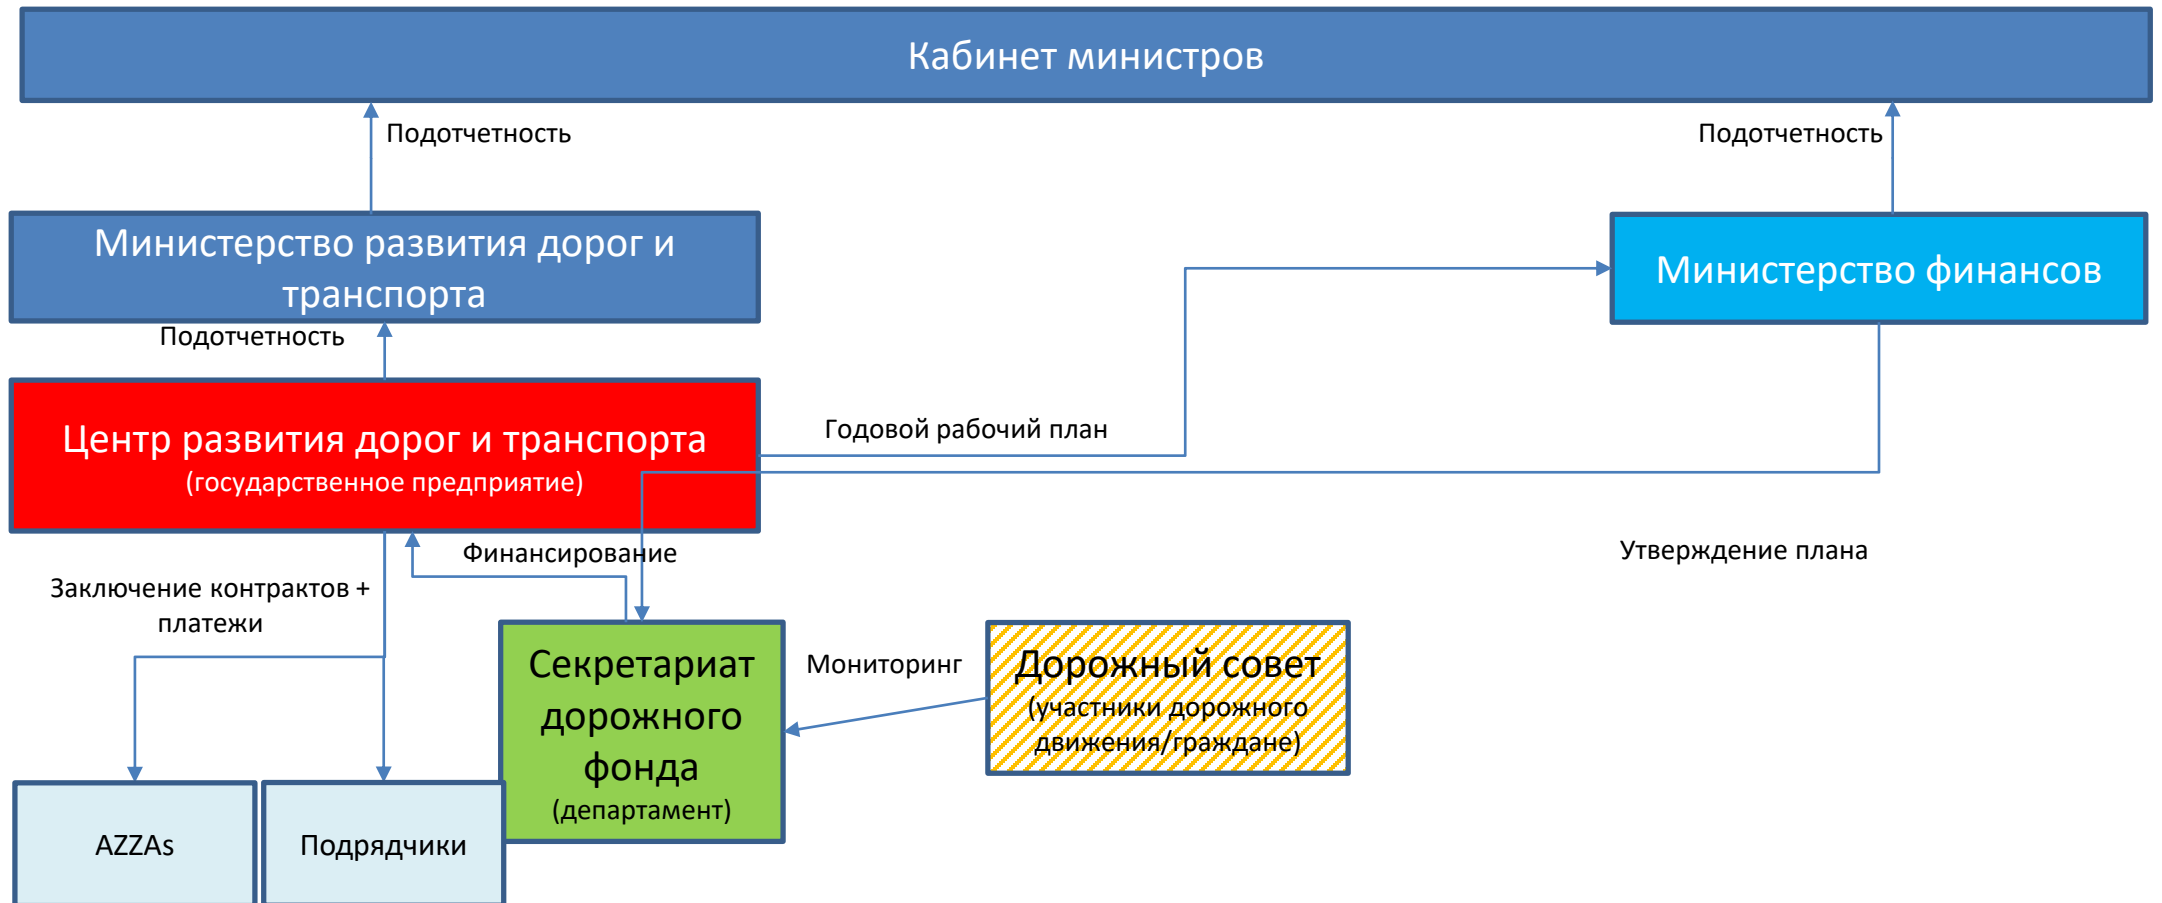 Кабинет министров
Подотчетность
Подотчетность
Министерство развития дорог и
транспорта
Министерство финансов
Подотчетность
Центр развития дорог и транспорта
(государственное предприятие)
Годовой рабочий план
Финансирование
Утверждение плана
Заключение контрактов +
платежи
Секретариат
дорожного
фонда
(департамент)
Мониторинг
Дорожный совет
(участники дорожного
движения/граждане)
AZZAs
Подрядчики